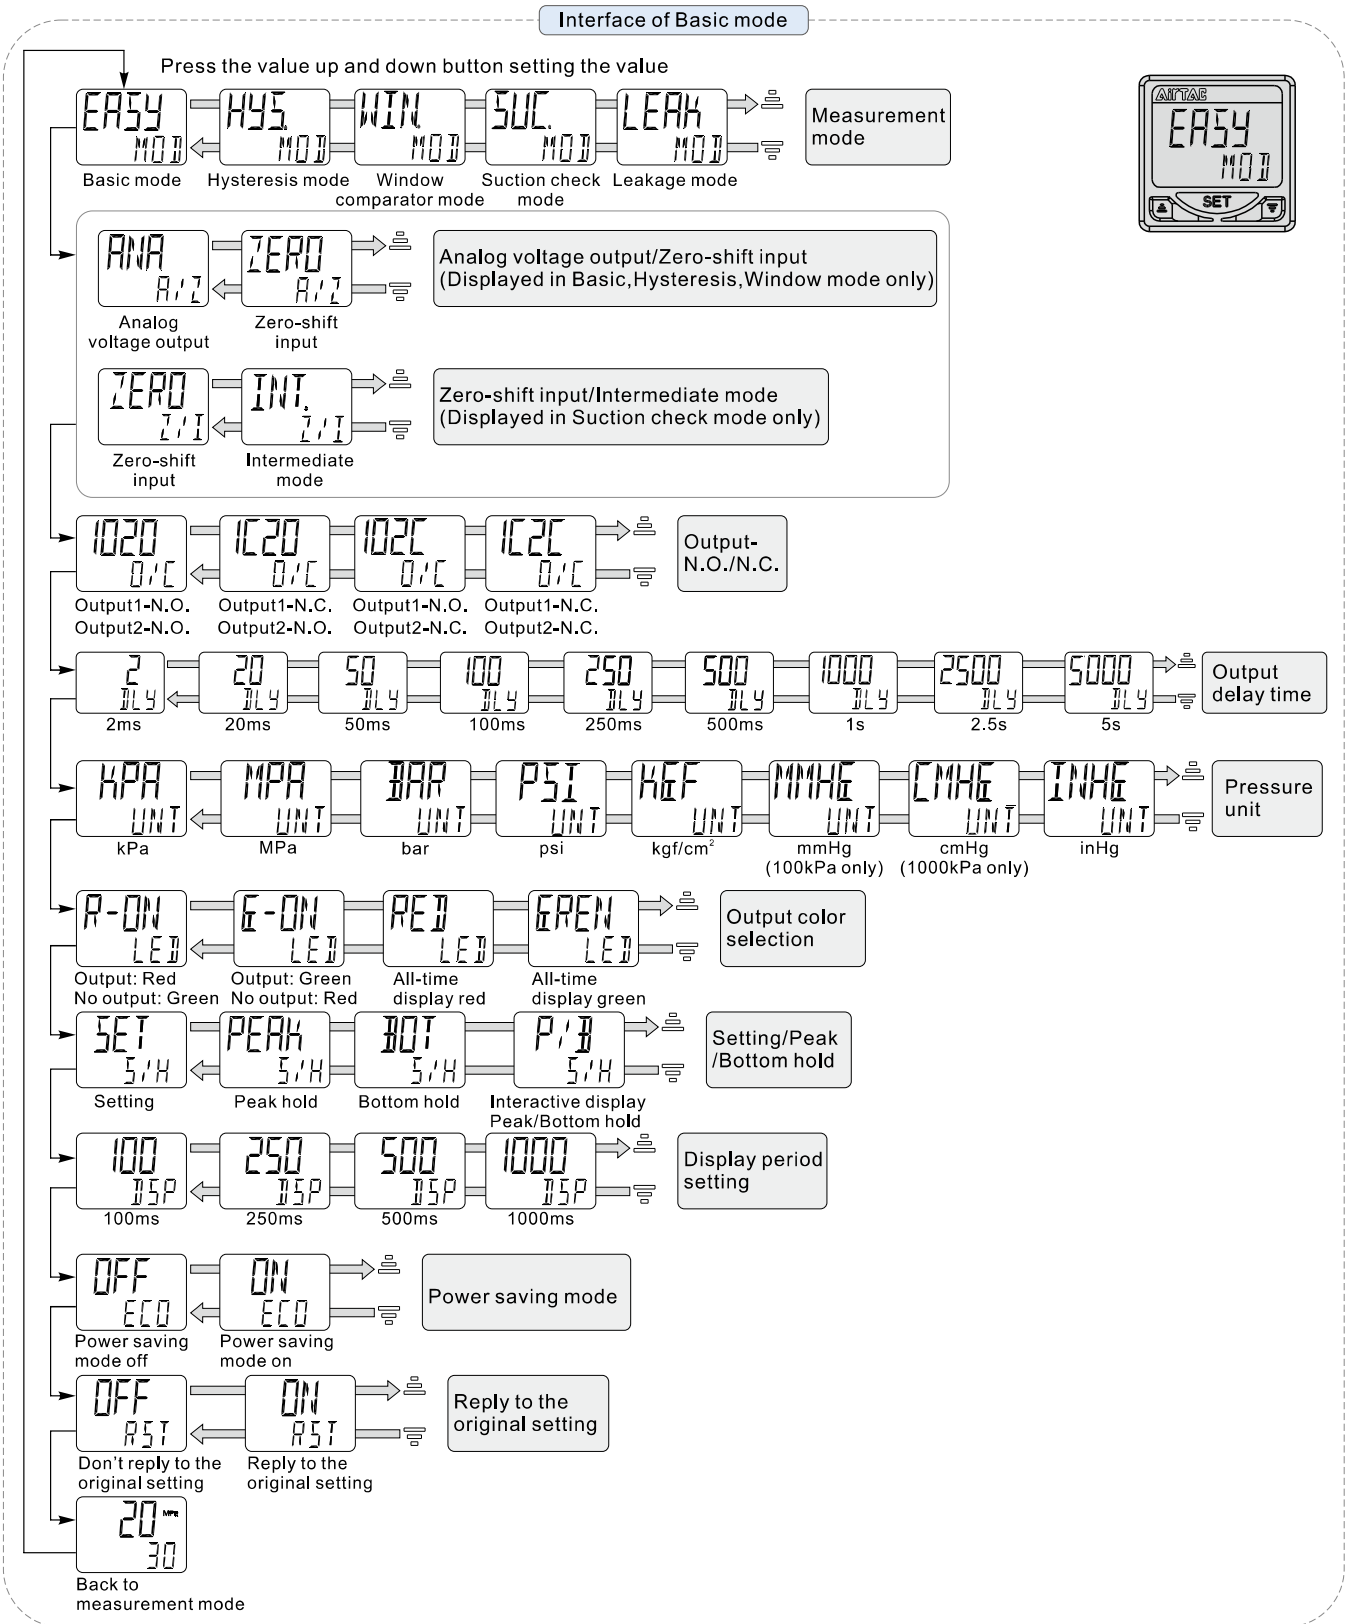 Interface of Basic mode
Press the value up and down button setting the value
EASY HYS. WIN. SUC. LEAK
MOD MOD MOD MOD MOD
Basic mode Hysteresis mode Window comparator mode Suction check mode Leakage mode
Measurement
mode
AirTAC
EASY
MOD
SET
ANA ZERO
A/Z A/Z
Analog
voltage output
Zero-shift
input
Analog voltage output/Zero-shift input
(Displayed in Basic,Hysteresis,Window mode only)
ZERO INT.
Z/I Z/I
Zero-shift
input
Intermediate
mode
Zero-shift input/Intermediate mode
(Displayed in Suction check mode only)
1O2O 1C2O 1O2C 1C2C
O/C O/C O/C O/C
Output1-N.O. Output1-N.C. Output1-N.O. Output1-N.C.
Output2-N.O. Output2-N.O. Output2-N.C. Output2-N.C.
Output-
N.O./N.C.
2 20 50 100 250 500 1000 2500 5000
DLY DLY DLY DLY DLY DLY DLY DLY DLY
2ms 20ms 50ms 100ms 250ms 500ms 1s 2.5s 5s
Output
delay time
KPA MPA BAR PSI KGF MMHG CMHG INHG
UNT UNT UNT UNT UNT UNT UNT UNT
kPa MPa bar psi kgf/cm² mmHg cmHg inHg
(100kPa only) (1000kPa only)
Pressure
unit
R-ON G-ON RED GREN
LED LED LED LED
Output: Red Output: Green All-time All-time
No output: Green No output: Red display red display green
Output color
selection
SET PEAK BOT P/B
S/H S/H S/H S/H
Setting Peak hold Bottom hold Interactive display
Peak/Bottom hold
Setting/Peak
/Bottom hold
100 250 500 1000
DSP DSP DSP DSP
100ms 250ms 500ms 1000ms
Display period
setting
OFF ON
ECO ECO
Power saving Power saving
mode off mode on
Power saving mode
OFF ON
RST RST
Don't reply to the Reply to the
original setting original setting
Reply to the
original setting
20 MPa
30
Back to
measurement mode